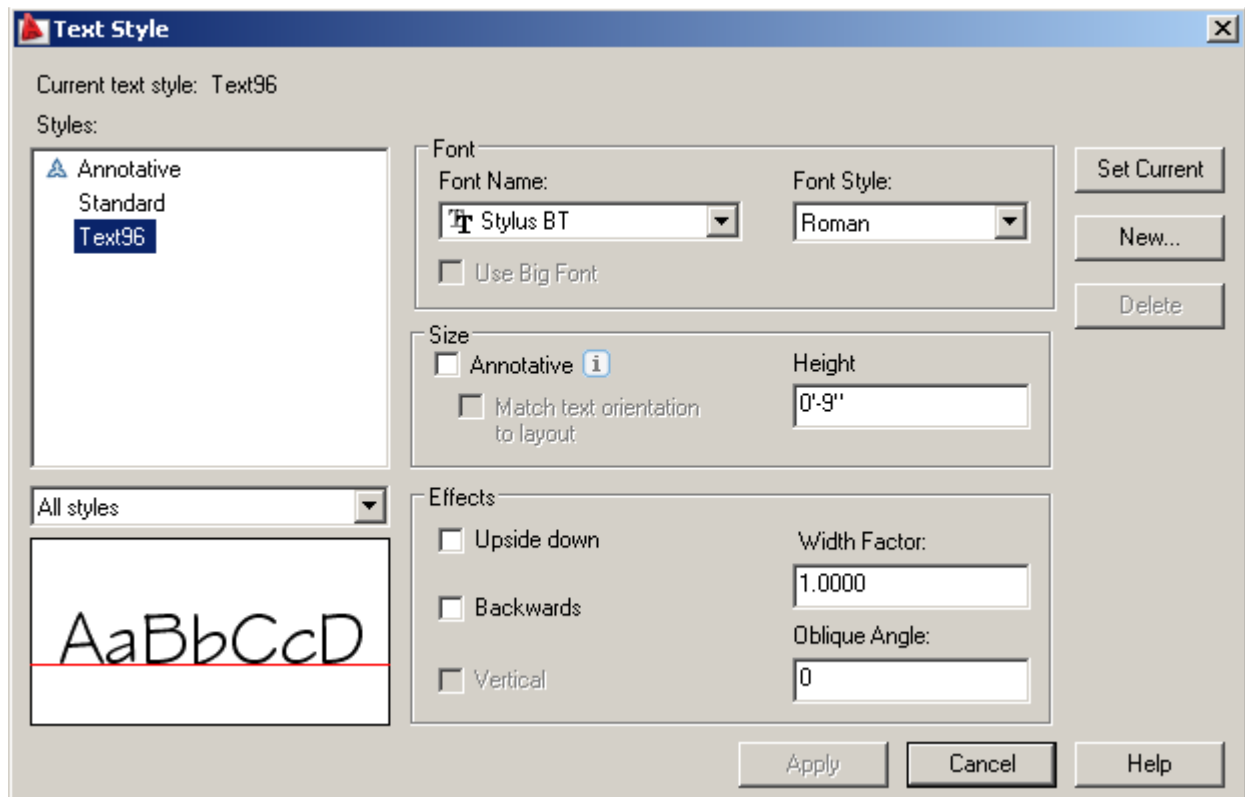 Text Style
Current text style: Text96
Styles:
Annotative
Standard
Text96
All styles
AaBbCcD
Font
Font Name:
Stylus BT
Font Style:
Roman
Use Big Font
Size
Annotative
Match text orientation
to layout
Height
0'-9"
Effects
Upside down
Backwards
Vertical
Width Factor:
1.0000
Oblique Angle:
0
Set Current
New...
Delete
Apply
Cancel
Help